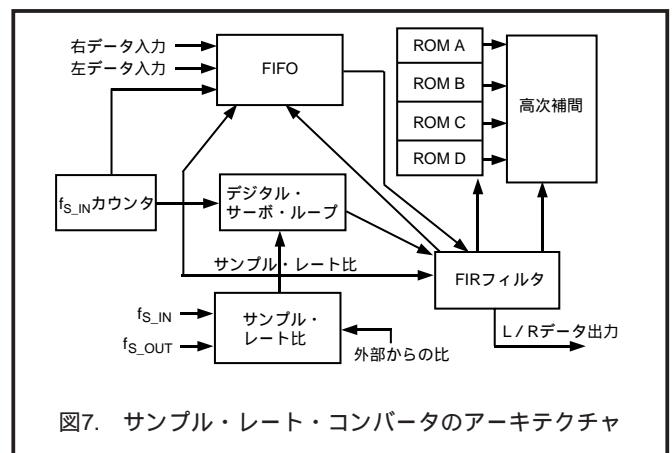 右データ入力
左データ入力
FIFO
ROM A
ROM B
ROM C
ROM D
高次補間
fS_INカウンタ
デジタル・
サーボ・ループ
サンプル・レート比
FIRフィルタ
fS_IN
fS_OUT
サンプル・
レート比
外部からの比
L / Rデータ出力
図7. サンプル・レート・コンバータのアーキテクチャ